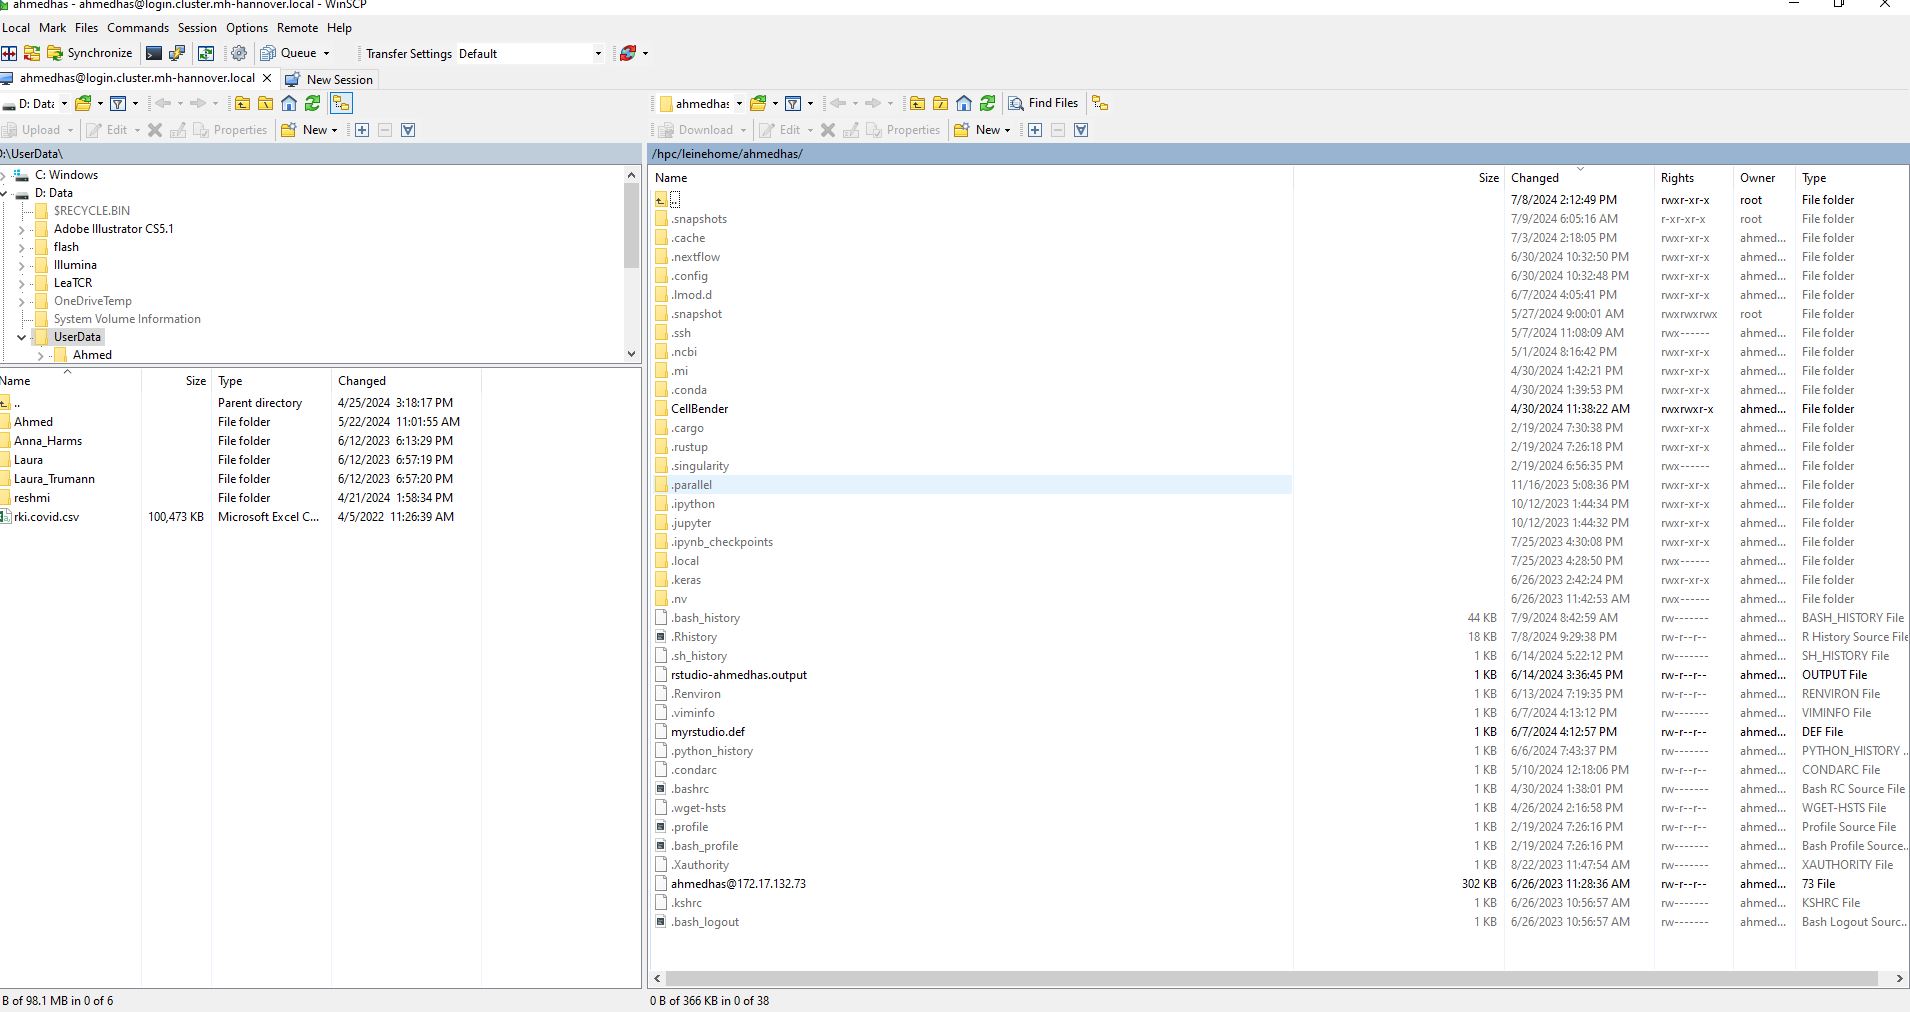 ahmedhas - ahmedhas@login.cluster.mh-hannover.local - WinSCP
Local Mark Files Commands Session Options Remote Help
Synchronize Queue Transfer Settings Default
ahmedhas@login.cluster.mh-hannover.local New Session
D: Data
Upload Edit Properties New
D:\UserData\
C: Windows
D: Data
$RECYCLE.BIN
Adobe Illustrator CS5.1
flash
Illumina
LeaTCR
OneDriveTemp
System Volume Information
UserData
Ahmed
Name Size Type Changed
.. Parent directory 4/25/2024 3:18:17 PM
Ahmed File folder 5/22/2024 11:01:55 AM
Anna_Harms File folder 6/12/2023 6:13:29 PM
Laura File folder 6/12/2023 6:57:19 PM
Laura_Trumann File folder 6/12/2023 6:57:20 PM
reshmi File folder 4/21/2024 1:58:34 PM
rki.covid.csv 100,473 KB Microsoft Excel C... 4/5/2022 11:26:39 AM
B of 98.1 MB in 0 of 6
ahmedhas Find Files
Download Edit Properties New
/hpc/leinehome/ahmedhas/
Name Size Changed Rights Owner Type
.. 7/8/2024 2:12:49 PM rwxr-xr-x root File folder
.snapshots 7/9/2024 6:05:16 AM r-xr-xr-x root File folder
.cache 7/3/2024 2:18:05 PM rwxr-xr-x ahmed... File folder
.nextflow 6/30/2024 10:32:50 PM rwxr-xr-x ahmed... File folder
.config 6/30/2024 10:32:48 PM rwxr-xr-x ahmed... File folder
.lmod.d 6/7/2024 4:05:41 PM rwxr-xr-x ahmed... File folder
.snapshot 5/27/2024 9:00:01 AM rwxrwxrwx root File folder
.ssh 5/7/2024 11:08:09 AM rwx------ ahmed... File folder
.ncbi 5/1/2024 8:16:42 PM rwxr-xr-x ahmed... File folder
.mi 4/30/2024 1:42:21 PM rwxr-xr-x ahmed... File folder
.conda 4/30/2024 1:39:53 PM rwxr-xr-x ahmed... File folder
CellBender 4/30/2024 11:38:22 AM rwxrwxr-x ahmed... File folder
.cargo 2/19/2024 7:30:38 PM rwxr-xr-x ahmed... File folder
.rustup 2/19/2024 7:26:18 PM rwxr-xr-x ahmed... File folder
.singularity 2/19/2024 6:56:35 PM rwx------ ahmed... File folder
.parallel 11/16/2023 5:08:36 PM rwxr-xr-x ahmed... File folder
.ipython 10/12/2023 1:44:34 PM rwxr-xr-x ahmed... File folder
.jupyter 10/12/2023 1:44:32 PM rwxr-xr-x ahmed... File folder
.ipynb_checkpoints 7/25/2023 4:30:08 PM rwxr-xr-x ahmed... File folder
.local 7/25/2023 4:28:50 PM rwx------ ahmed... File folder
.keras 6/26/2023 2:42:24 PM rwxr-xr-x ahmed... File folder
.nv 6/26/2023 11:42:53 AM rwx------ ahmed... File folder
.bash_history 44 KB 7/9/2024 8:42:59 AM rw------- ahmed... BASH_HISTORY File
.Rhistory 18 KB 7/8/2024 9:29:38 PM rw-r--r-- ahmed... R History Source File
.sh_history 1 KB 6/14/2024 5:22:12 PM rw------- ahmed... SH_HISTORY File
rstudio-ahmedhas.output 1 KB 6/14/2024 3:36:45 PM rw-r--r-- ahmed... OUTPUT File
.Renviron 1 KB 6/13/2024 7:19:35 PM rw-r--r-- ahmed... RENVIRON File
.viminfo 1 KB 6/7/2024 4:13:12 PM rw------- ahmed... VIMINFO File
myrstudio.def 1 KB 6/7/2024 4:12:57 PM rw-r--r-- ahmed... DEF File
.python_history 1 KB 6/6/2024 7:43:37 PM rw------- ahmed... PYTHON_HISTORY ..
.condarc 1 KB 5/10/2024 12:18:06 PM rw-r--r-- ahmed... CONDARC File
.bashrc 1 KB 4/30/2024 1:38:01 PM rw------- ahmed... Bash RC Source File
.wget-hsts 1 KB 4/26/2024 2:16:58 PM rw-r--r-- ahmed... WGET-HSTS File
.profile 1 KB 2/19/2024 7:26:16 PM rw-r--r-- ahmed... Profile Source File
.bash_profile 1 KB 2/19/2024 7:26:16 PM rw------- ahmed... Bash Profile Source..
.Xauthority 1 KB 8/22/2023 11:47:54 AM rw------- ahmed... XAUTHORITY File
ahmedhas@172.17.132.73 302 KB 6/26/2023 11:28:36 AM rw-r--r-- ahmed... 73 File
.kshrc 1 KB 6/26/2023 10:56:57 AM rw------- ahmed... KSHRC File
.bash_logout 1 KB 6/26/2023 10:56:57 AM rw------- ahmed... Bash Logout Sourc...
0 B of 366 KB in 0 of 38